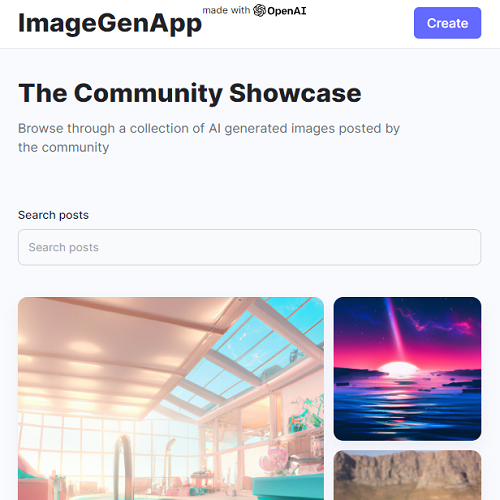 ImageGenApp
made with OpenAI
Create
The Community Showcase
Browse through a collection of AI generated images posted by
the community
Search posts
Search posts